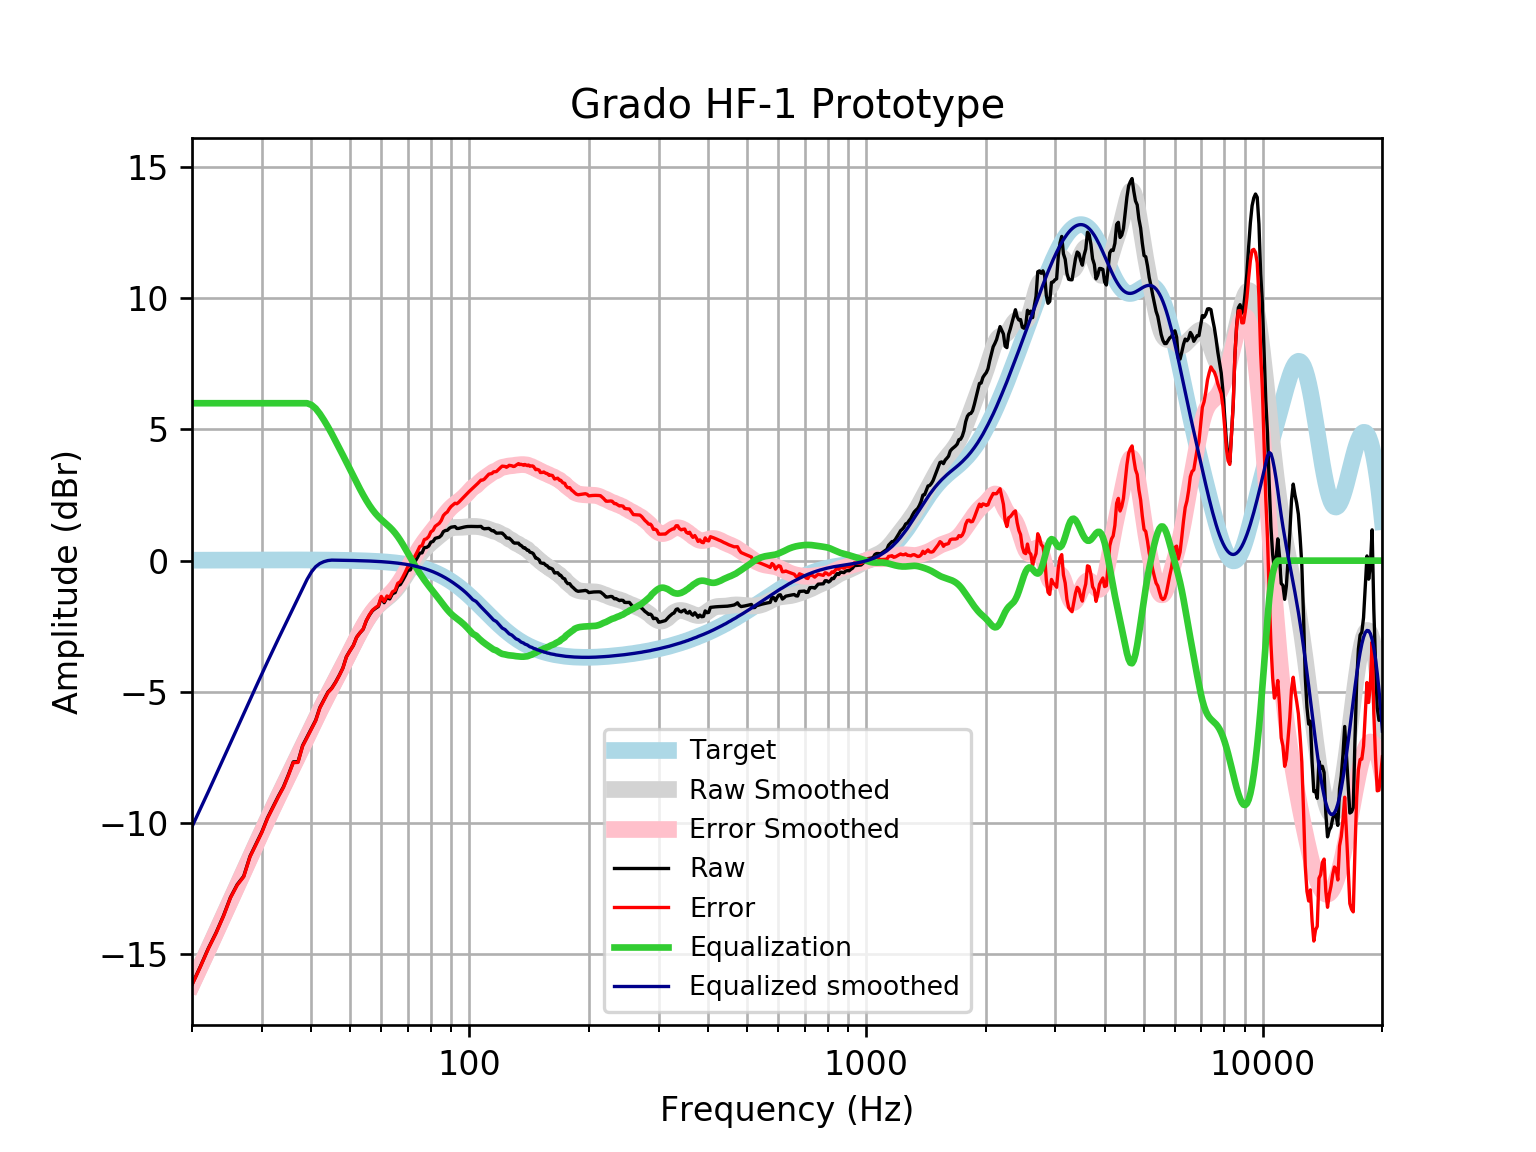 Grado HF-1 Prototype
15
10
5
0
−5
−10
−15
Amplitude (dBr)
Target
Raw Smoothed
Error Smoothed
Raw
Error
Equalization
Equalized smoothed
100
1000
10000
Frequency (Hz)